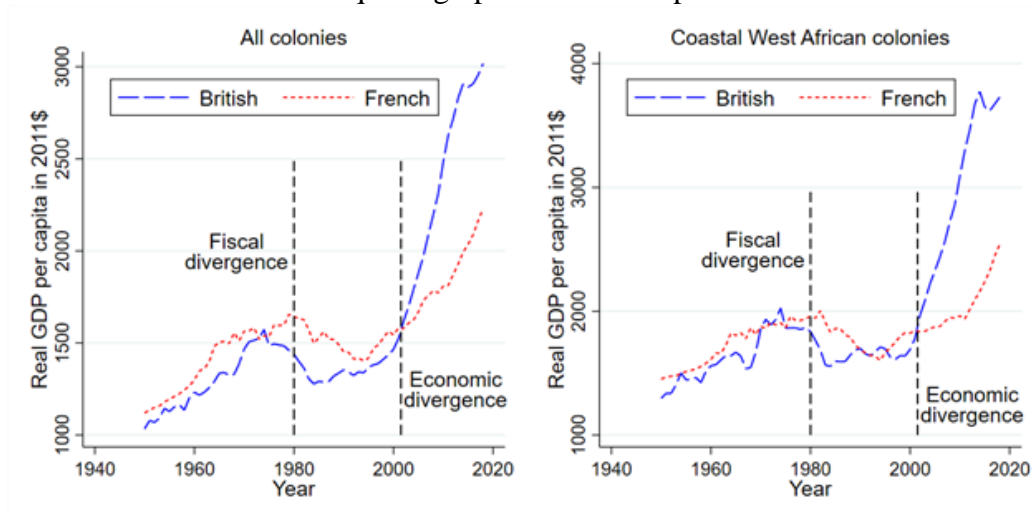 All colonies
British
French
Real GDP per capita in 2011$
3000
2500
2000
1500
1000
Fiscal
divergence
Economic
divergence
1940
1960
1980
2000
2020
Year
Coastal West African colonies
British
French
Real GDP per capita in 2011$
4000
3000
2000
1000
Fiscal
divergence
Economic
divergence
1940
1960
1980
2000
2020
Year